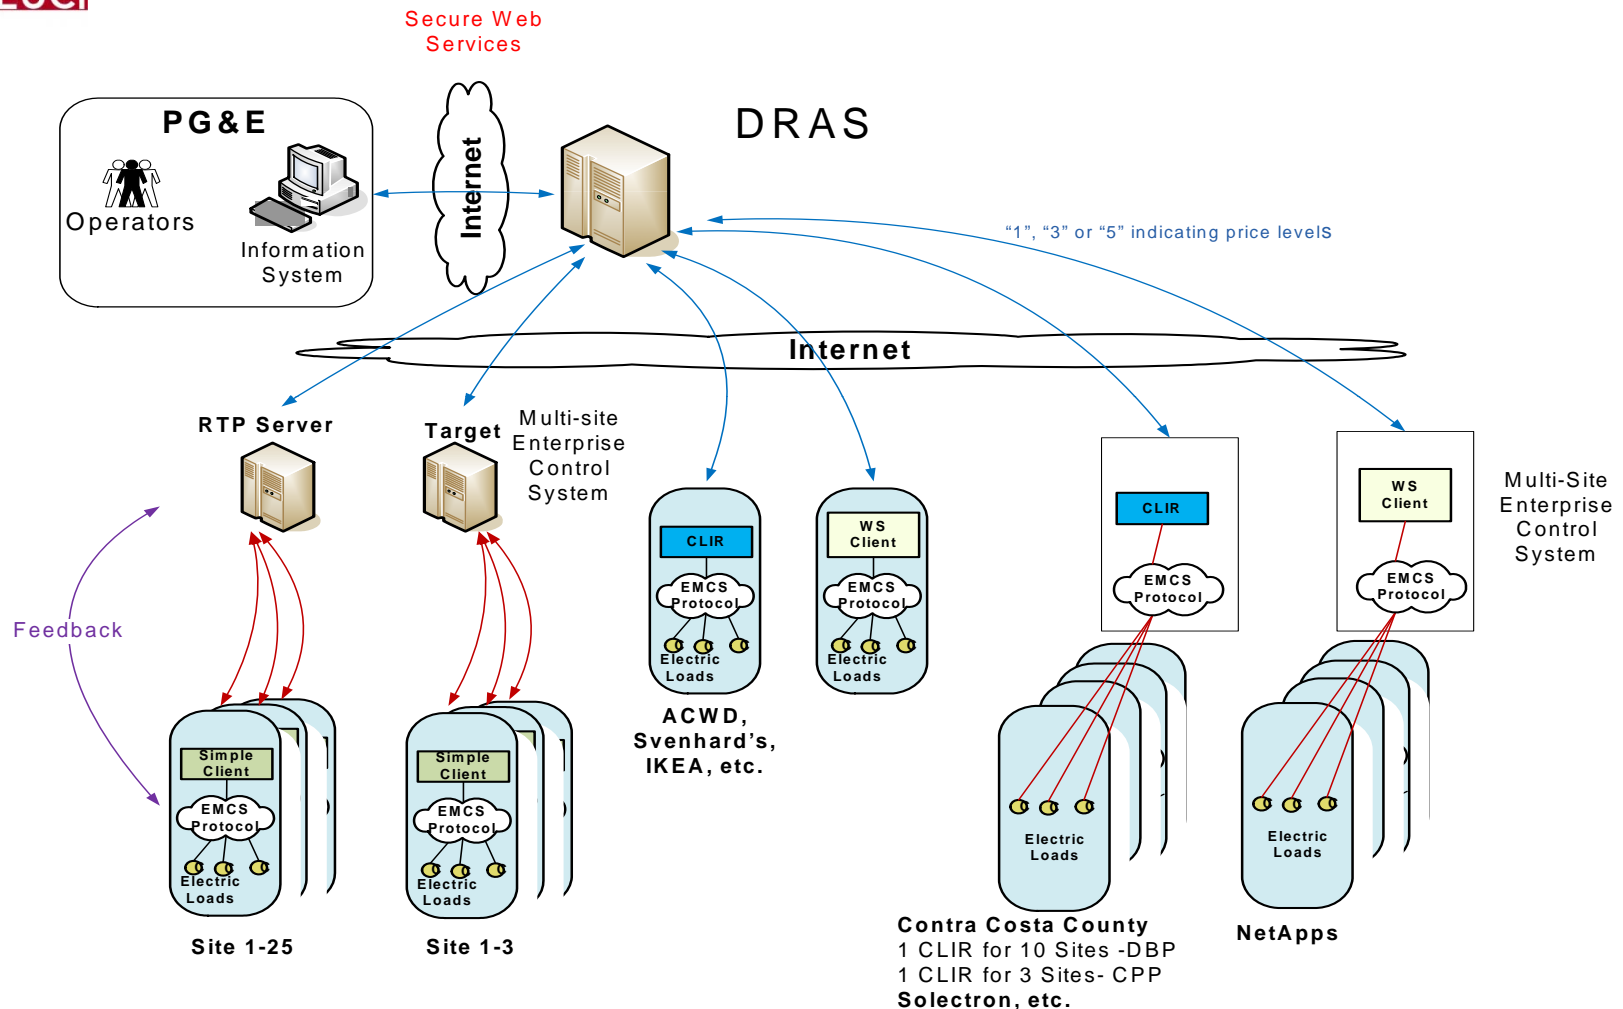 Secure Web
Services
PG&E
Operators
Information
System
Internet
DRAS
"1", "3" or "5" indicating price levels
Internet
RTP Server
Target
Multi-site
Enterprise
Control
System
CLIR
EMCS
Protocol
Electric
Loads
WS
Client
EMCS
Protocol
Electric
Loads
CLIR
EMCS
Protocol
WS
Client
EMCS
Protocol
Multi-Site
Enterprise
Control
System
Feedback
Simple
Client
EMCS
Protocol
Electric
Loads
Simple
Client
EMCS
Protocol
Electric
Loads
ACWD,
Svenhard's,
IKEA, etc.
Electric
Loads
Electric
Loads
Site 1-25
Site 1-3
Contra Costa County
1 CLIR for 10 Sites -DBP
1 CLIR for 3 Sites- CPP
Solectron, etc.
NetApps